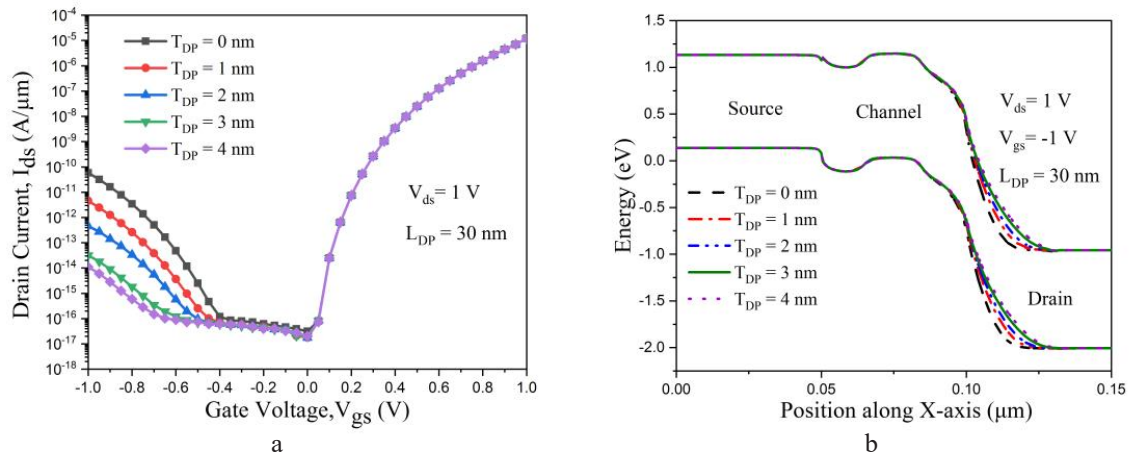 10⁻⁴
10⁻⁵
10⁻⁶
10⁻⁷
10⁻⁸
10⁻⁹
10⁻¹⁰
10⁻¹¹
10⁻¹²
10⁻¹³
10⁻¹⁴
10⁻¹⁵
10⁻¹⁶
10⁻¹⁷
10⁻¹⁸
Drain Current, I_ds (A/μm)
T_DP = 0 nm
T_DP = 1 nm
T_DP = 2 nm
T_DP = 3 nm
T_DP = 4 nm
V_ds= 1 V
L_DP = 30 nm
-1.0 -0.8 -0.6 -0.4 -0.2 0.0 0.2 0.4 0.6 0.8 1.0
Gate Voltage,V_gs (V)
a
1.5
1.0
0.5
0.0
-0.5
-1.0
-1.5
-2.0
Energy (eV)
Source
Channel
V_ds= 1 V
V_gs= -1 V
L_DP = 30 nm
T_DP = 0 nm
T_DP = 1 nm
T_DP = 2 nm
T_DP = 3 nm
T_DP = 4 nm
Drain
0.00 0.05 0.10 0.15
Position along X-axis (μm)
b